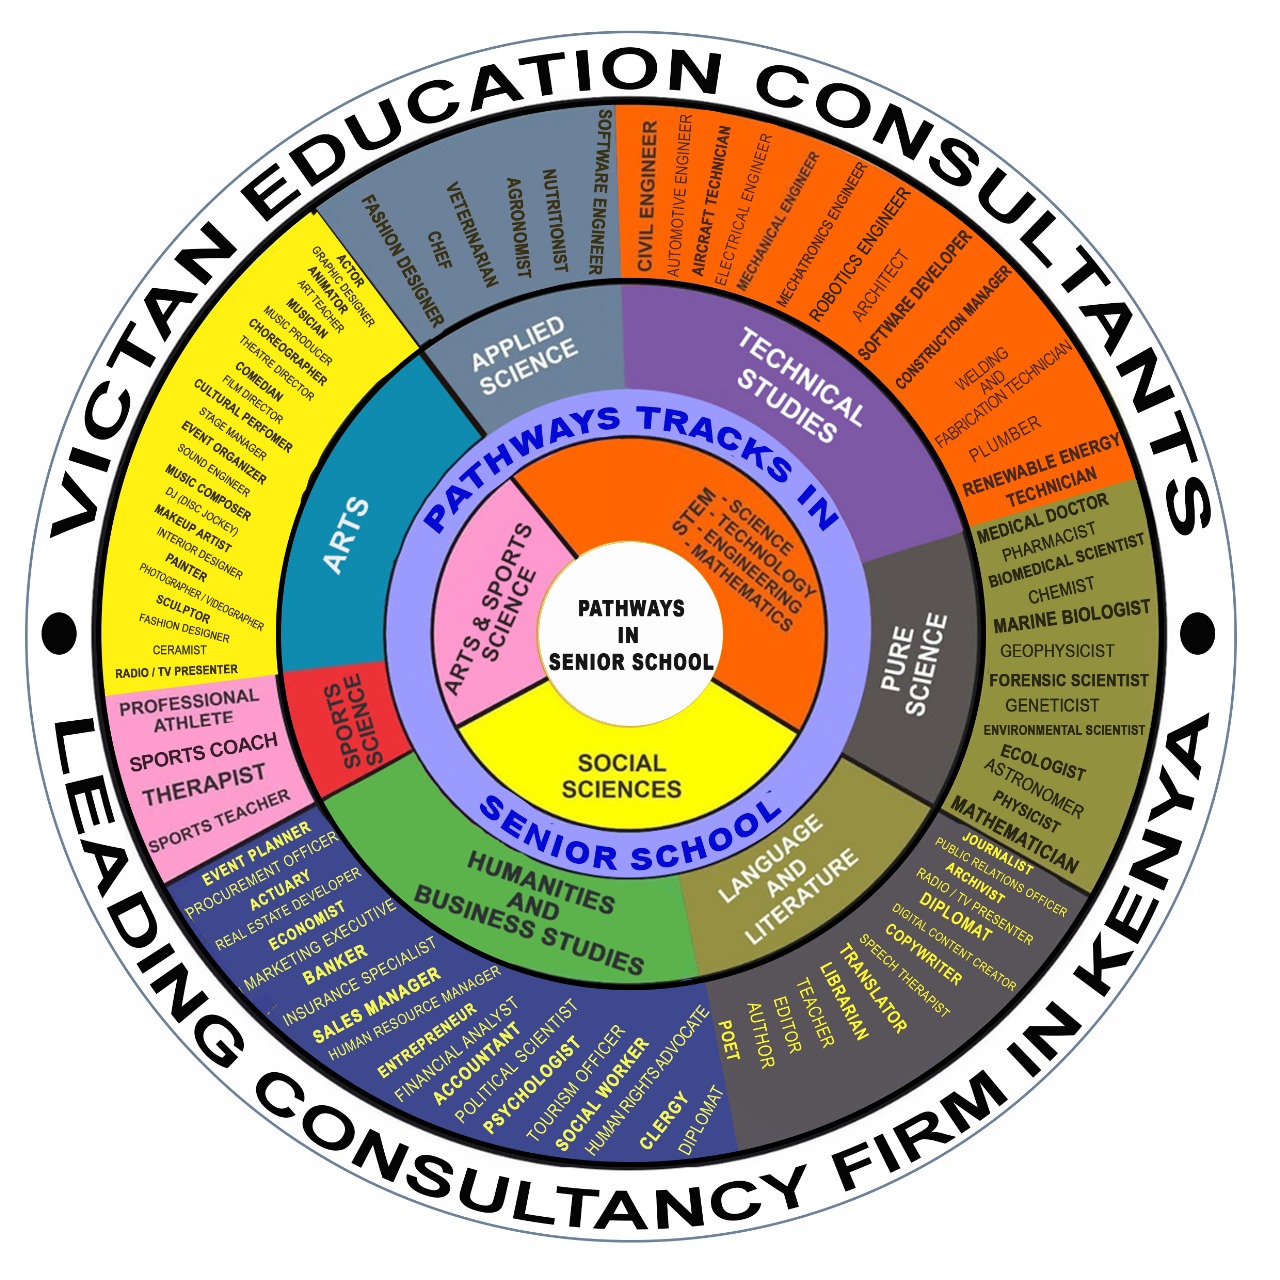 VICTAN EDUCATION CONSULTANTS
LEADING CONSULTANCY FIRM IN KENYA
PATHWAYS
IN
SENIOR SCHOOL
STEM
- SCIENCE
- TECHNOLOGY
- ENGINEERING
- MATHEMATICS
SOCIAL
SCIENCES
ARTS & SPORTS
SCIENCE
PATHWAYS TRACKS IN
SENIOR SCHOOL
APPLIED
SCIENCE
TECHNICAL
STUDIES
PURE
SCIENCE
LANGUAGE
AND
LITERATURE
HUMANITIES
AND
BUSINESS STUDIES
SPORTS
SCIENCE
ARTS
FASHION DESIGNER
CHEF
VETERINARIAN
AGRONOMIST
NUTRITIONIST
SOFTWARE ENGINEER
CIVIL ENGINEER
AUTOMOTIVE ENGINEER
AIRCRAFT TECHNICIAN
ELECTRICAL ENGINEER
MECHANICAL ENGINEER
MECHATRONICS ENGINEER
ROBOTICS ENGINEER
ARCHITECT
SOFTWARE DEVELOPER
CONSTRUCTION MANAGER
WELDING
AND
FABRICATION TECHNICIAN
PLUMBER
RENEWABLE ENERGY
TECHNICIAN
MEDICAL DOCTOR
PHARMACIST
BIOMEDICAL SCIENTIST
CHEMIST
MARINE BIOLOGIST
GEOPHYSICIST
FORENSIC SCIENTIST
GENETICIST
ENVIRONMENTAL SCIENTIST
ECOLOGIST
ASTRONOMER
PHYSICIST
MATHEMATICIAN
JOURNALIST
PUBLIC RELATIONS OFFICER
ARCHIVIST
RADIO / TV PRESENTER
DIPLOMAT
DIGITAL CONTENT CREATOR
COPYWRITER
SPEECH THERAPIST
TRANSLATOR
LIBRARIAN
TEACHER
EDITOR
AUTHOR
POET
EVENT PLANNER
PROCUREMENT OFFICER
ACTUARY
REAL ESTATE DEVELOPER
ECONOMIST
MARKETING EXECUTIVE
BANKER
INSURANCE SPECIALIST
SALES MANAGER
HUMAN RESOURCE MANAGER
ENTREPRENEUR
FINANCIAL ANALYST
ACCOUNTANT
POLITICAL SCIENTIST
PSYCHOLOGIST
TOURISM OFFICER
SOCIAL WORKER
HUMAN RIGHTS ADVOCATE
CLERGY
DIPLOMAT
PROFESSIONAL
ATHLETE
SPORTS COACH
THERAPIST
SPORTS TEACHER
ACTOR
GRAPHIC DESIGNER
ANIMATOR
ART TEACHER
MUSICIAN
MUSIC PRODUCER
CHOREOGRAPHER
THEATRE DIRECTOR
COMEDIAN
FILM DIRECTOR
CULTURAL PERFOMER
STAGE MANAGER
EVENT ORGANIZER
SOUND ENGINEER
MUSIC COMPOSER
DJ (DISC JOCKEY)
MAKEUP ARTIST
INTERIOR DESIGNER
PAINTER
PHOTOGRAPHER / VIDEOGRAPHER
SCULPTOR
FASHION DESIGNER
CERAMIST
RADIO / TV PRESENTER